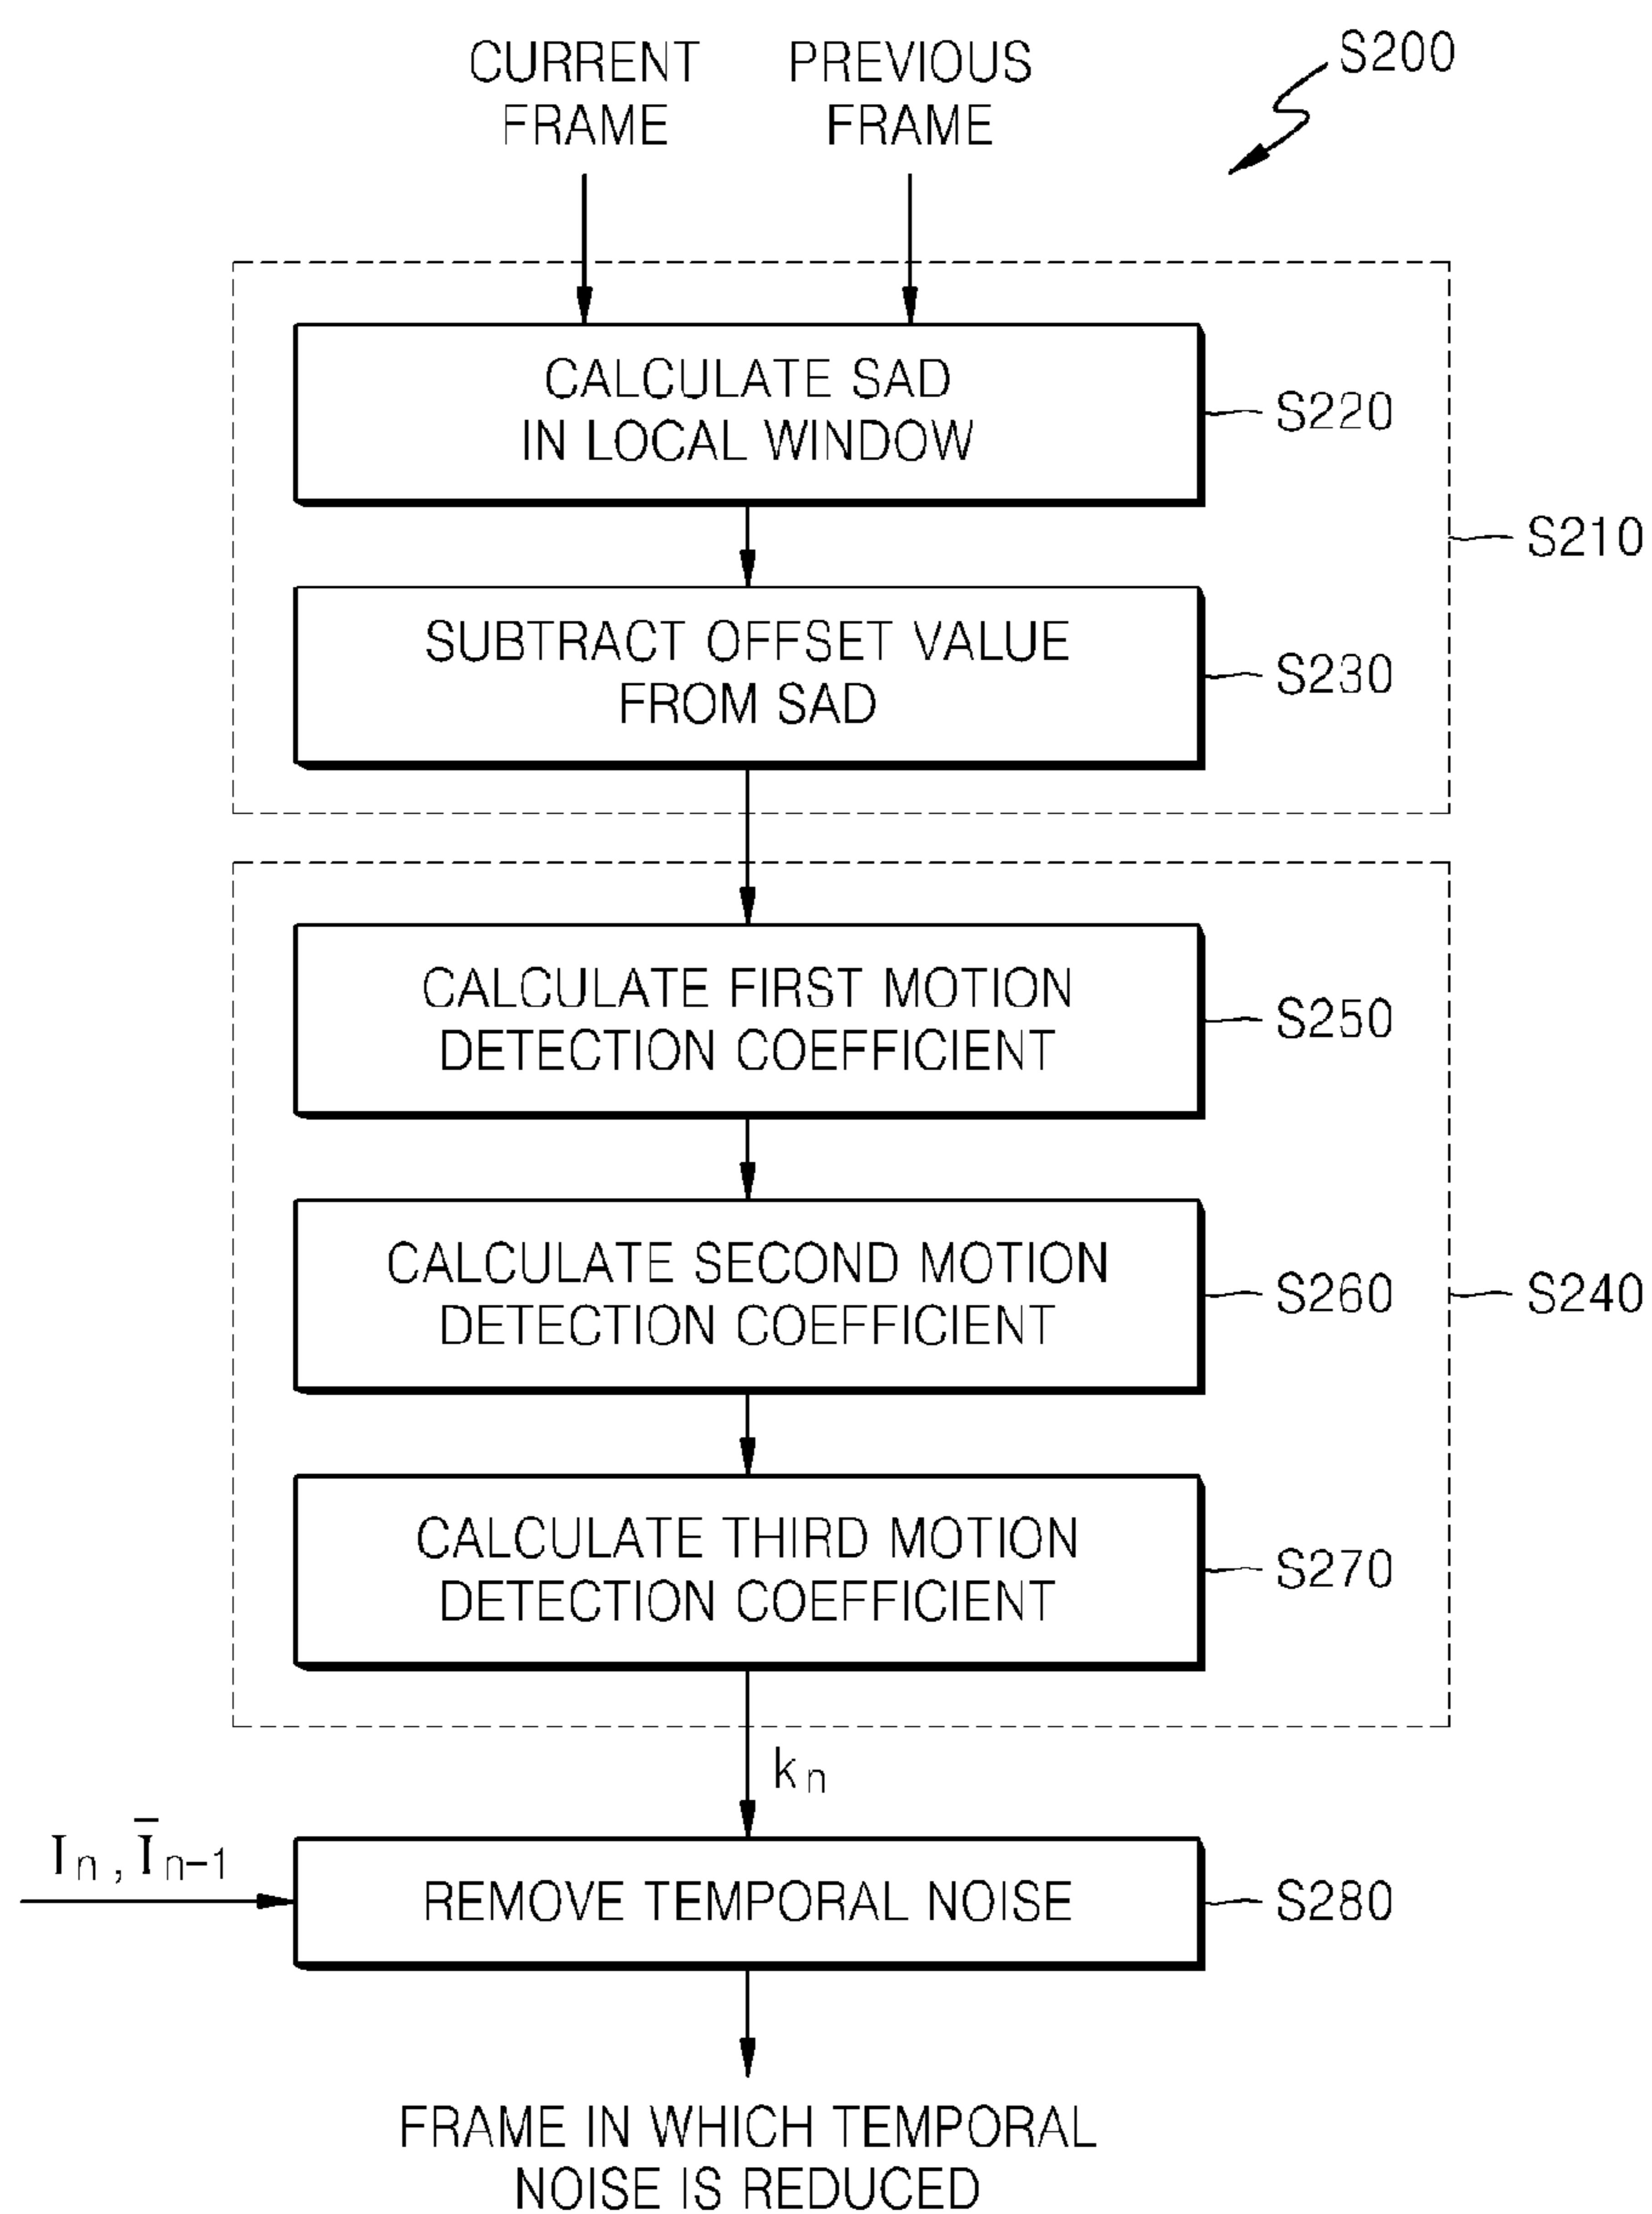 CURRENT FRAME
PREVIOUS FRAME
S200
CALCULATE SAD
IN LOCAL WINDOW
S220
S210
SUBTRACT OFFSET VALUE
FROM SAD
S230
CALCULATE FIRST MOTION
DETECTION COEFFICIENT
S250
CALCULATE SECOND MOTION
DETECTION COEFFICIENT
S260
S240
CALCULATE THIRD MOTION
DETECTION COEFFICIENT
S270
kn
In, Īn-1
REMOVE TEMPORAL NOISE
S280
FRAME IN WHICH TEMPORAL
NOISE IS REDUCED